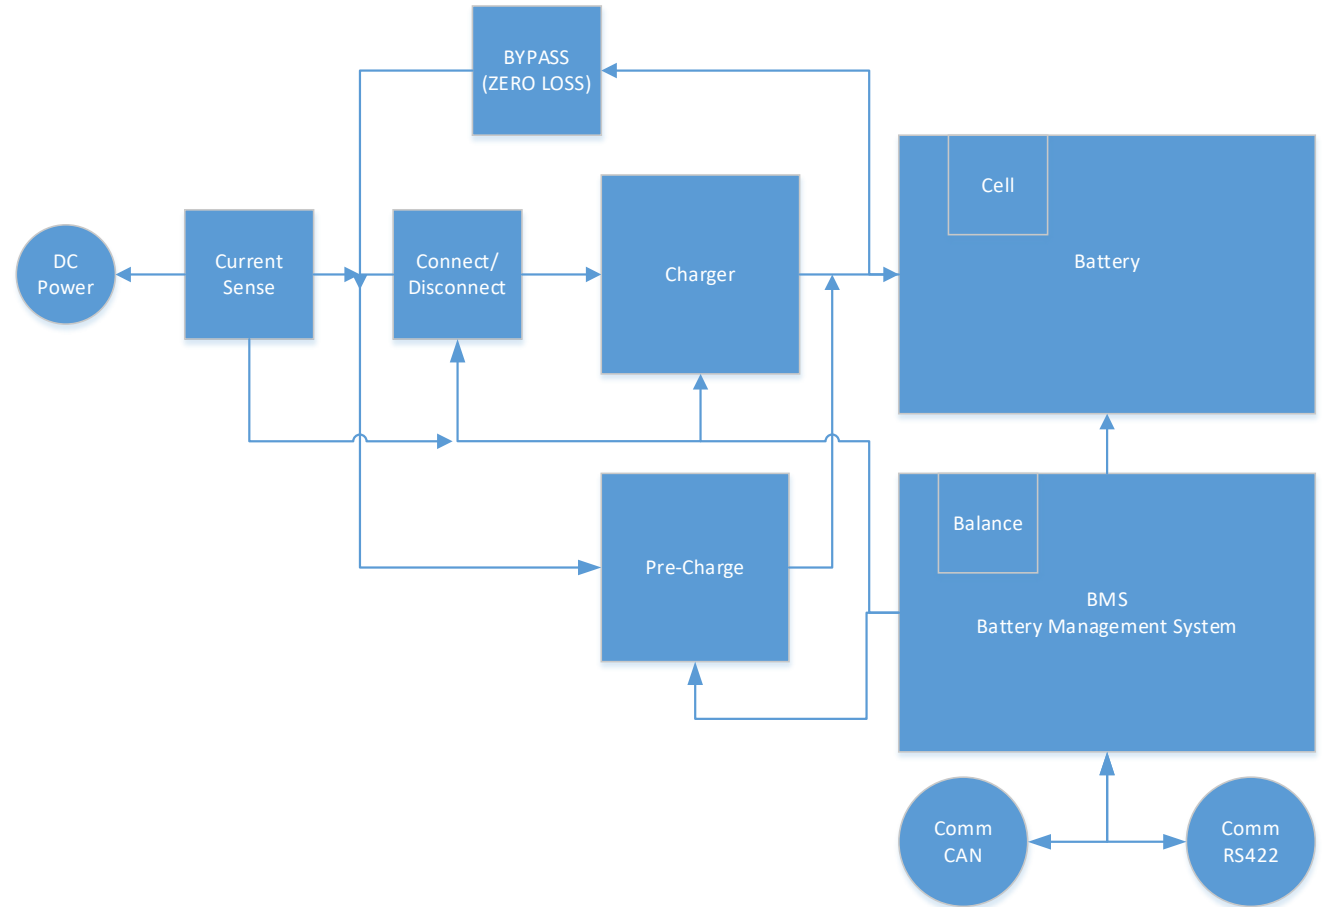 BYPASS
(ZERO LOSS)
Cell
DC
Power
Current
Sense
Connect/
Disconnect
Charger
Battery
Balance
Pre-Charge
BMS
Battery Management System
Comm
CAN
Comm
RS422